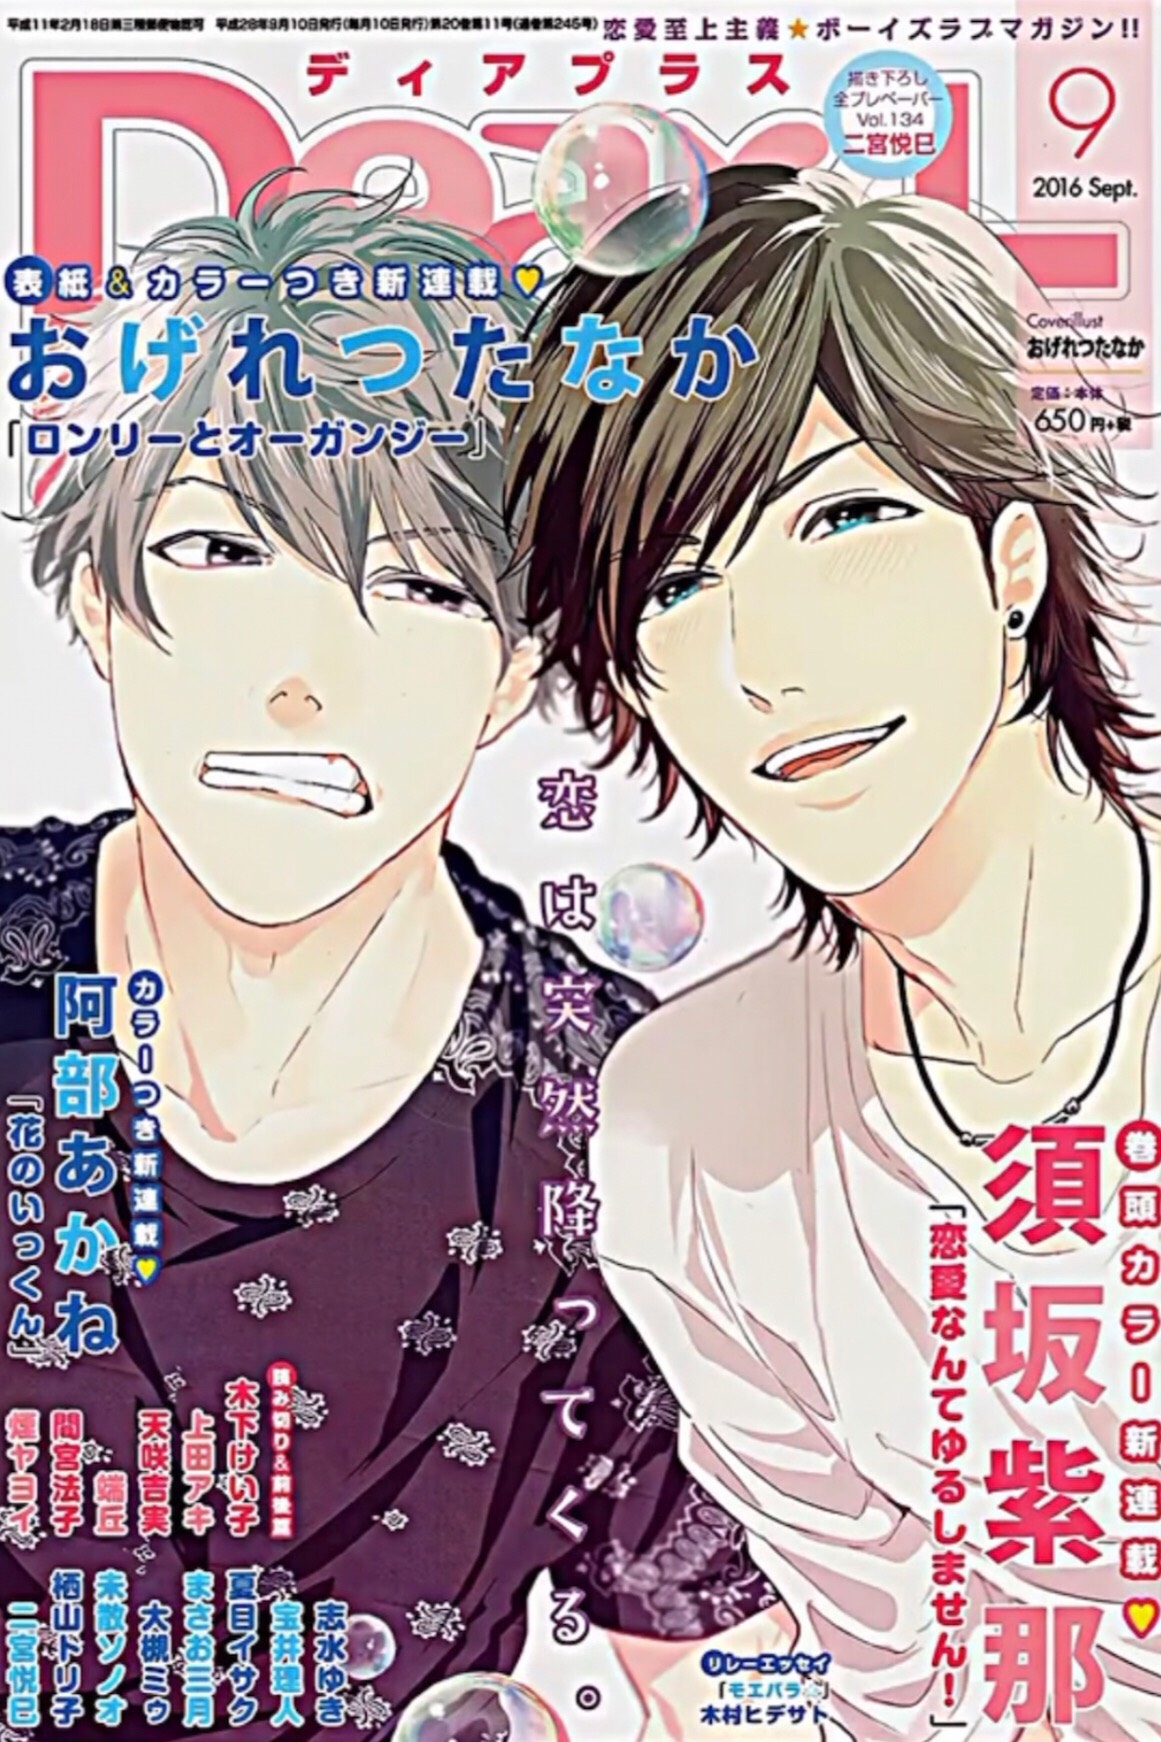 平成11年2月18日第三種郵便物認可 平成28年9月10日発行(毎月10日発行)第20巻第11号(通巻第245号)
恋愛至上主義★ボーイズラブマガジン!!
ディアプラス
Dear+
描き下ろし
全プレペーパー
Vol.134
二宮悦巳
9
2016 Sept.
Cover illust
おげれつたなか
定価:本体
650円+税
表紙&カラーつき新連載♥
おげれつたなか
「ロンリーとオーガンジー」
恋は突然降ってくる。
カラーつき新連載♥
阿部あかね
「花のいっくん」
巻頭カラー新連載♥
須坂紫那
「恋愛なんてゆるしません!」
読み切り&前後篇
木下けい子
上田アキ
天咲吉実
端丘
間宮法子
煙ヤヨイ
志水ゆき
宝井理人
夏目イサク
まさお三月
大槻ミゥ
未散ソノオ
栖山トリ子
二宮悦巳
リレーエッセイ
「モエパラ☆」
木村ヒデサト